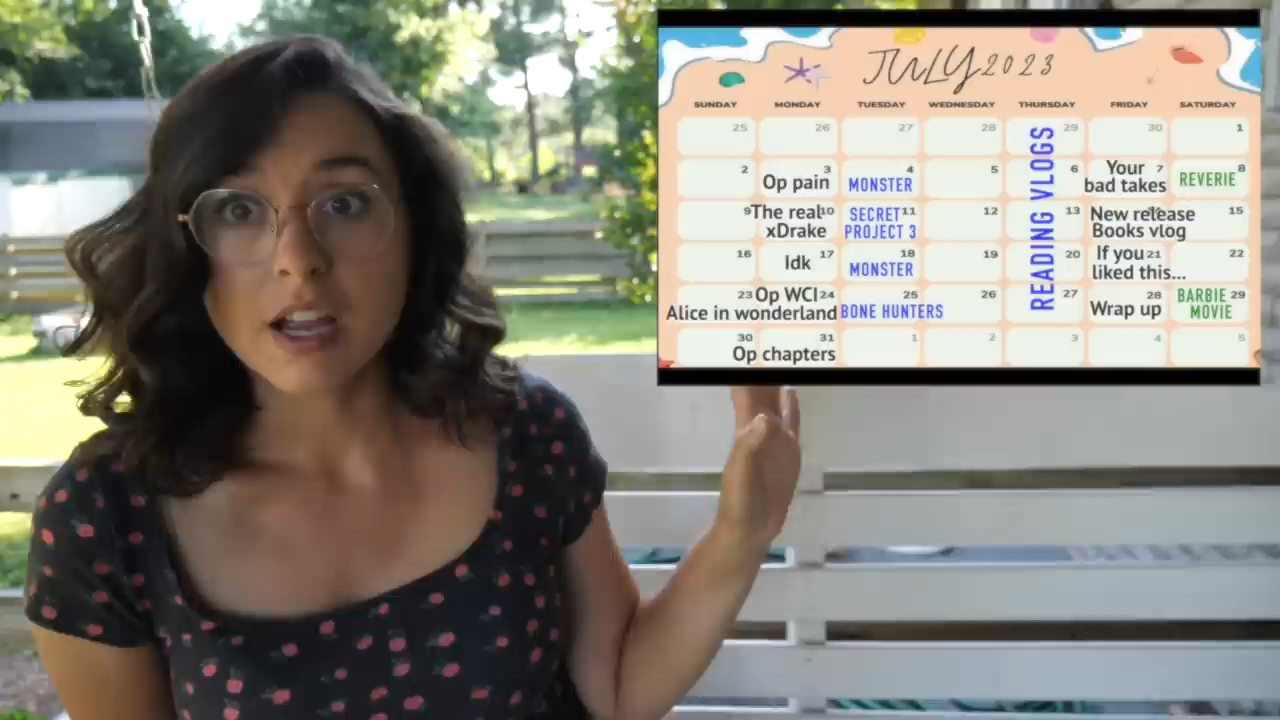 JULY 2023
SUNDAY MONDAY TUESDAY WEDNESDAY THURSDAY FRIDAY SATURDAY
25 26 27 28 29 30 1
2 3 4 5 6 7 8
Op pain
MONSTER
Your
bad takes
REVERIE
9 10 11 12 13 14 15
The real
xDrake
SECRET
PROJECT 3
New release
Books vlog
16 17 18 19 20 21 22
Idk
MONSTER
If you
liked this...
23 24 25 26 27 28 29
Op WCI
Alice in wonderland
BONE HUNTERS
Wrap up
BARBIE
MOVIE
30 31 1 2 3 4 5
Op chapters
READING VLOGS